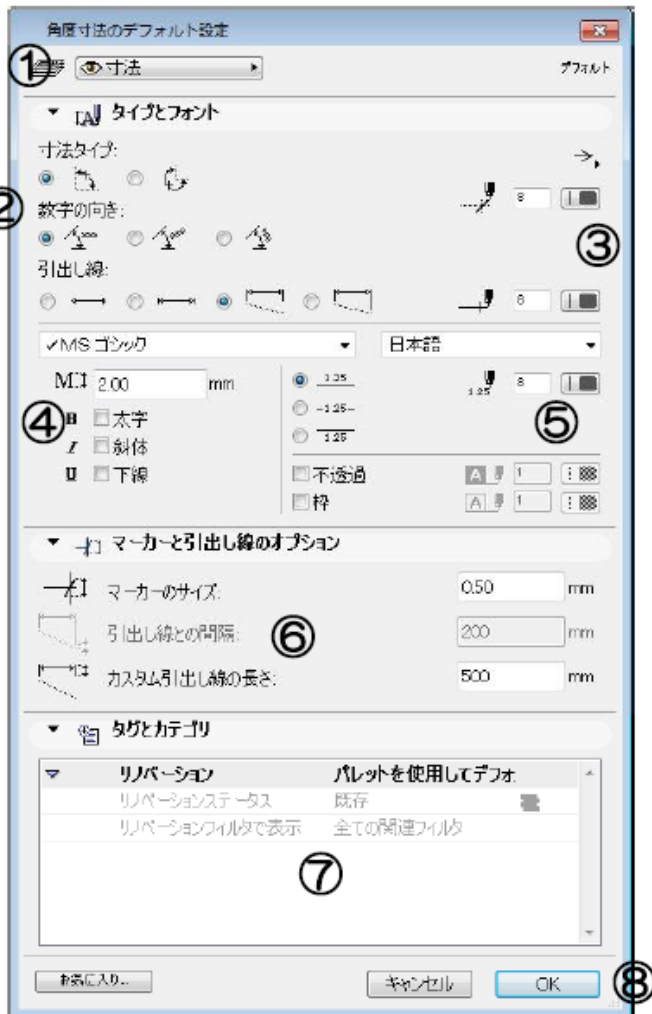 角度寸法のデフォルト設定
① 寸法 デフォルト
タイプとフォント
寸法タイプ:
② 8
数字の向き:
③
引出し線:
8
MS ゴシック 日本語
2.00 mm 1.25 1.25 8
④ B 太字 -1.25- ⑤
I 斜体 1.25
U 下線 不透過 A 1
枠 A 1
マーカーと引出し線のオプション
マーカーのサイズ: 0.50 mm
引出し線との間隔: ⑥ 200 mm
カスタム引出し線の長さ: 500 mm
タグとカテゴリ
リノベーション パレットを使用してデフォ
リノベーションステータス 既存
リノベーションフィルタで表示 全ての関連フィルタ
⑦
お気に入り... キャンセル OK ⑧